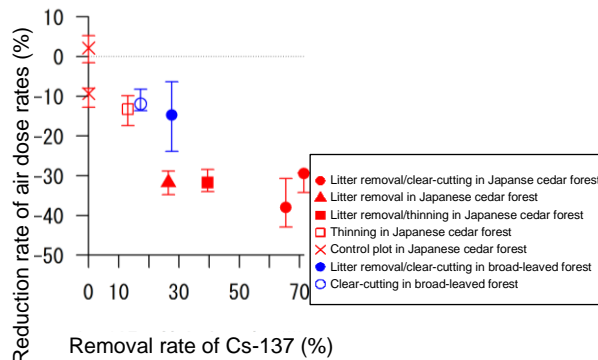 Reduction rate of air dose rates (%)
10
0
-10
-20
-30
-40
-50
0 10 30 50 70
Litter removal/clear-cutting in Japanse cedar forest
Litter removal in Japanese cedar forest
Litter removal/thinning in Japanese cedar forest
Thinning in Japanese cedar forest
Control plot in Japanese cedar forest
Litter removal/clear-cutting in broad-leaved forest
Clear-cutting in broad-leaved forest
Removal rate of Cs-137 (%)